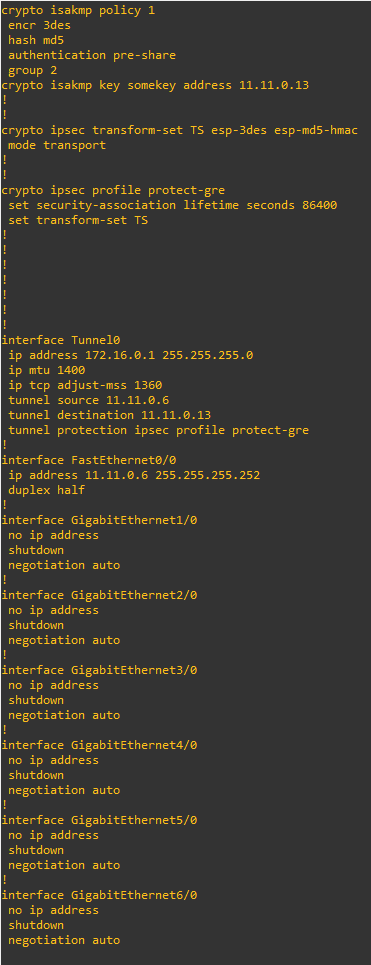 crypto isakmp policy 1
 encr 3des
 hash md5
 authentication pre-share
 group 2
crypto isakmp key somekey address 11.11.0.13
!
!
crypto ipsec transform-set TS esp-3des esp-md5-hmac
 mode transport
!
!
crypto ipsec profile protect-gre
 set security-association lifetime seconds 86400
 set transform-set TS
!
!
!
!
!
!
!
interface Tunnel0
 ip address 172.16.0.1 255.255.255.0
 ip mtu 1400
 ip tcp adjust-mss 1360
 tunnel source 11.11.0.6
 tunnel destination 11.11.0.13
 tunnel protection ipsec profile protect-gre
!
interface FastEthernet0/0
 ip address 11.11.0.6 255.255.255.252
 duplex half
!
interface GigabitEthernet1/0
 no ip address
 shutdown
 negotiation auto
!
interface GigabitEthernet2/0
 no ip address
 shutdown
 negotiation auto
!
interface GigabitEthernet3/0
 no ip address
 shutdown
 negotiation auto
!
interface GigabitEthernet4/0
 no ip address
 shutdown
 negotiation auto
!
interface GigabitEthernet5/0
 no ip address
 shutdown
 negotiation auto
!
interface GigabitEthernet6/0
 no ip address
 shutdown
 negotiation auto